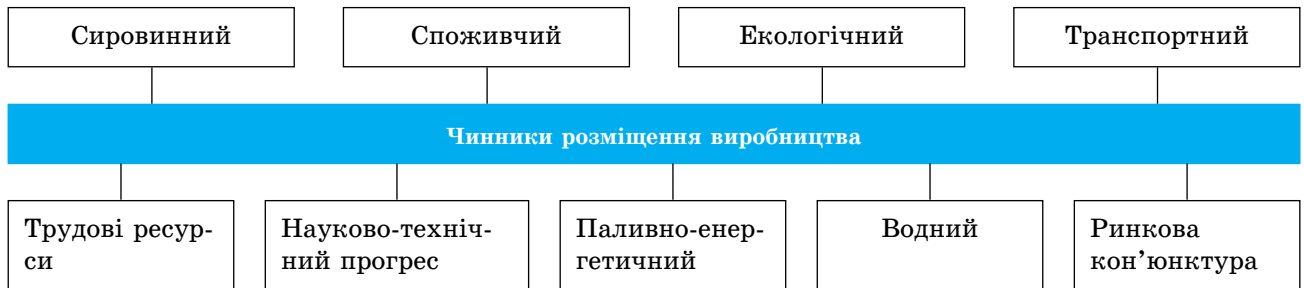 Сировинний
Споживчий
Екологічний
Транспортний
Чинники розміщення виробництва
Трудові ресур-
си
Науково-техніч-
ний прогрес
Паливно-енер-
гетичний
Водний
Ринкова
кон’юнктура